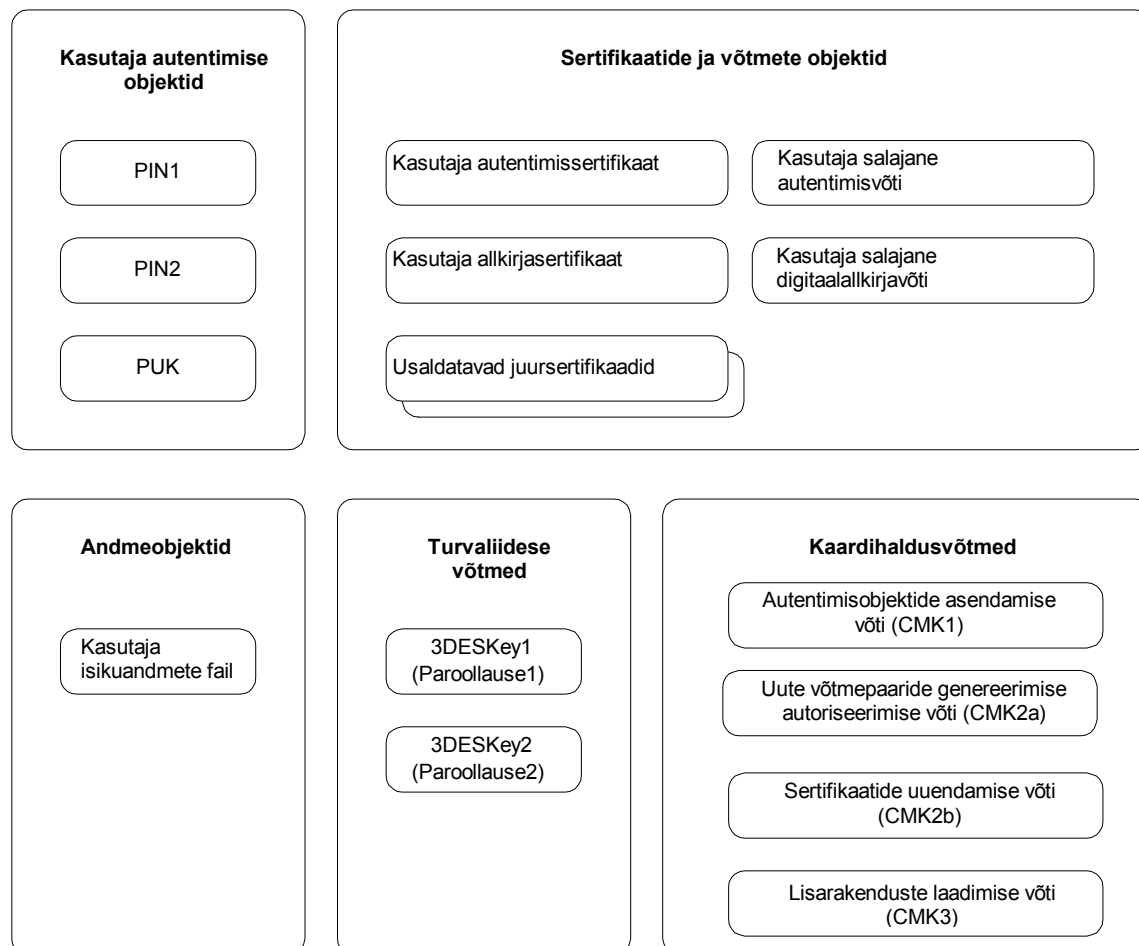 Kasutaja autentimise
objektid
PIN1
PIN2
PUK
Sertifikaatide ja võtmete objektid
Kasutaja autentimissertifikaat
Kasutaja salajane
autentimisvõti
Kasutaja allkirjasertifikaat
Kasutaja salajane
digitaalallkirjavõti
Usaldatavad juursertifikaadid
Andmeobjektid
Kasutaja
isikuandmete fail
Turvaliidese
võtmed
3DESKey1
(Paroollause1)
3DESKey2
(Paroollause2)
Kaardihaldusvõtmed
Autentimisobjektide asendamise
võti (CMK1)
Uute võtmepaaride genereerimise
autoriseerimise võti (CMK2a)
Sertifikaatide uuendamise võti
(CMK2b)
Lisarakenduste laadimise võti
(CMK3)